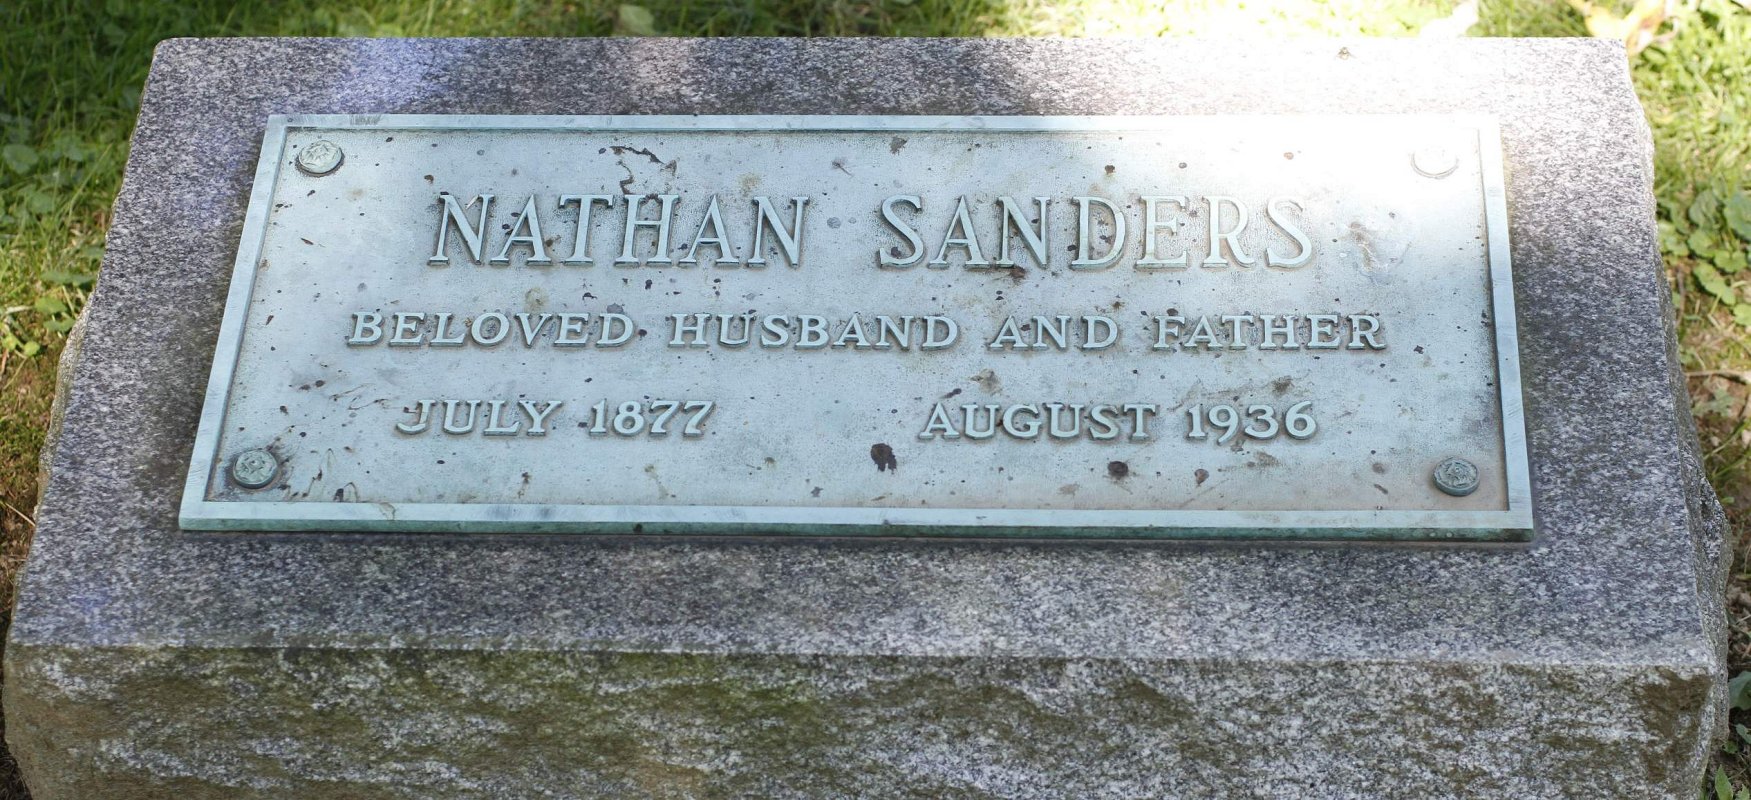 NATHAN SANDERS
BELOVED HUSBAND AND FATHER
JULY 1877 AUGUST 1936